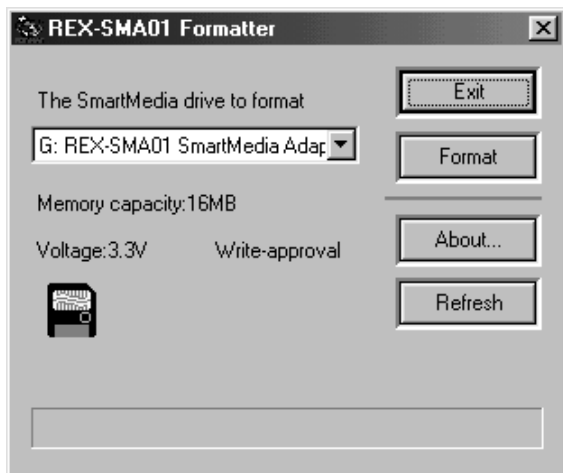 REX-SMA01 Formatter
The SmartMedia drive to format
G: REX-SMA01 SmartMedia Adap
Memory capacity:16MB
Voltage:3.3V Write-approval
Exit
Format
About...
Refresh